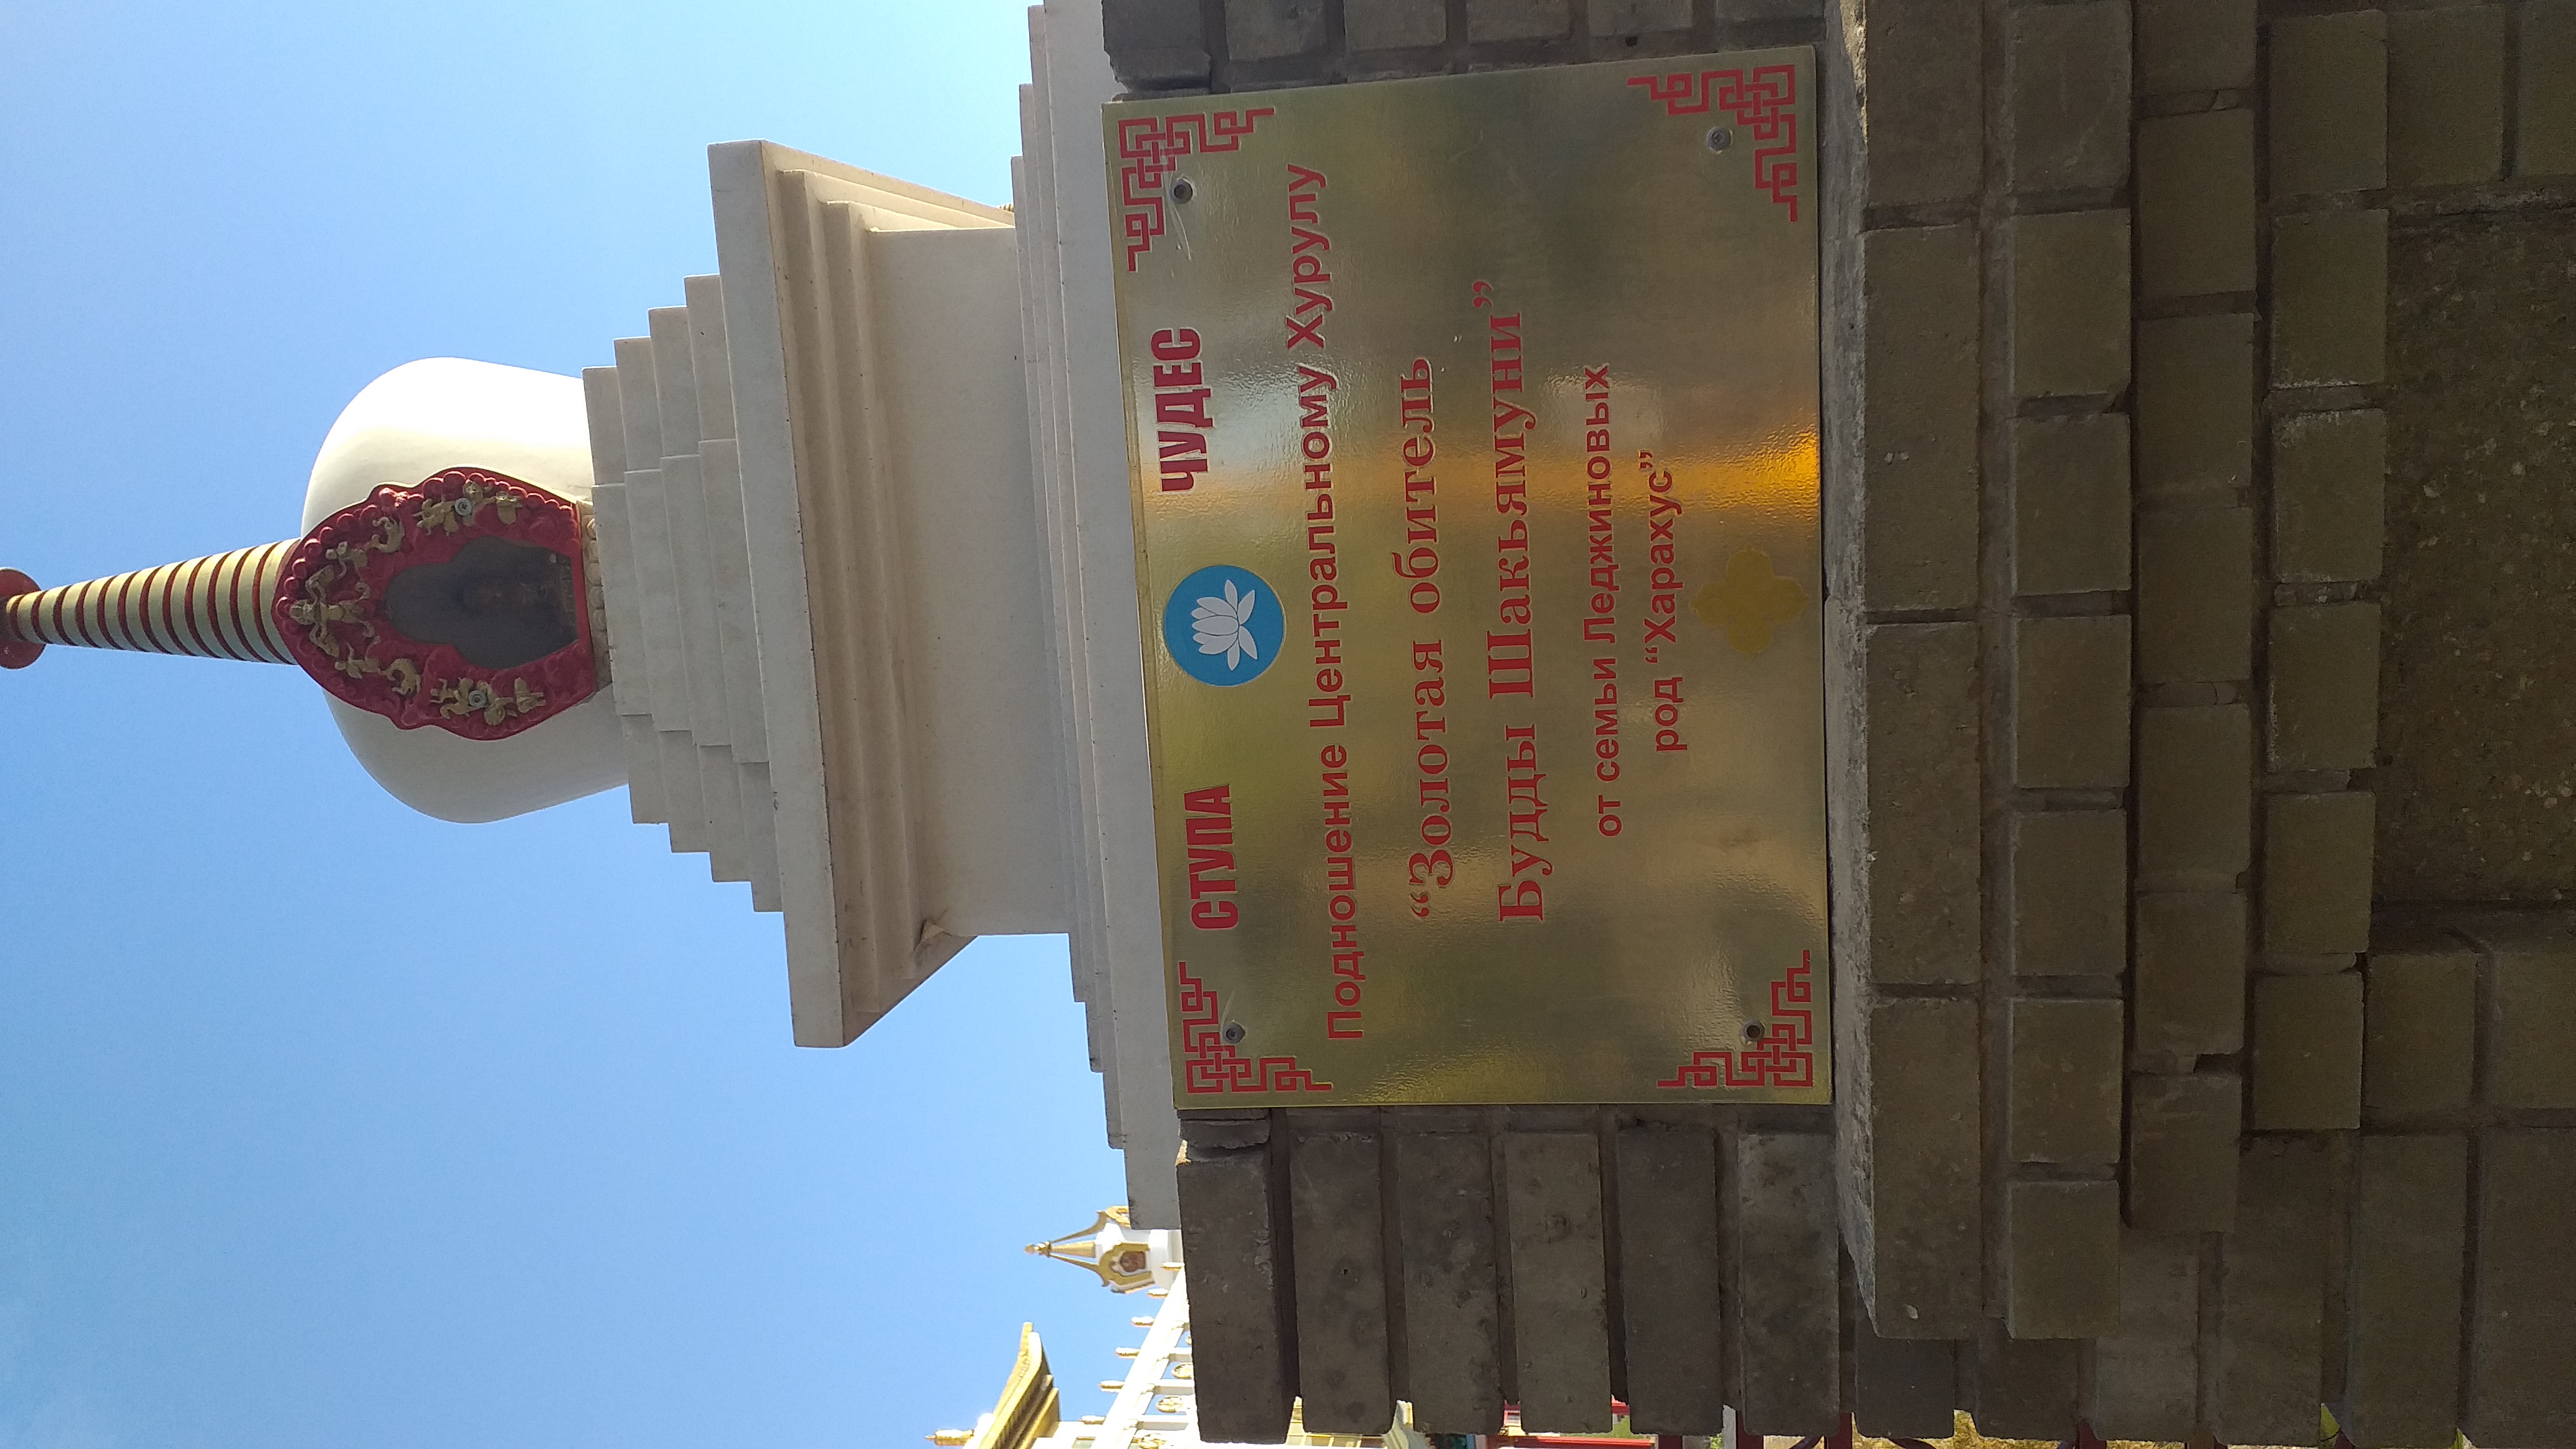 СТУПА ЧУДЕС
Подношение Центральному Хурулу
“Золотая обитель
Будды Шакьямуни”
от семьи Леджиновых
род “Харахус”